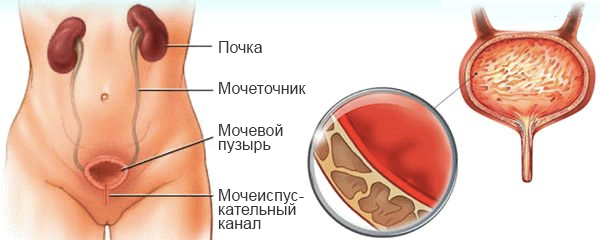 Почка
Мочеточник
Мочевой
пузырь
Мочеиспус-
кательный
канал